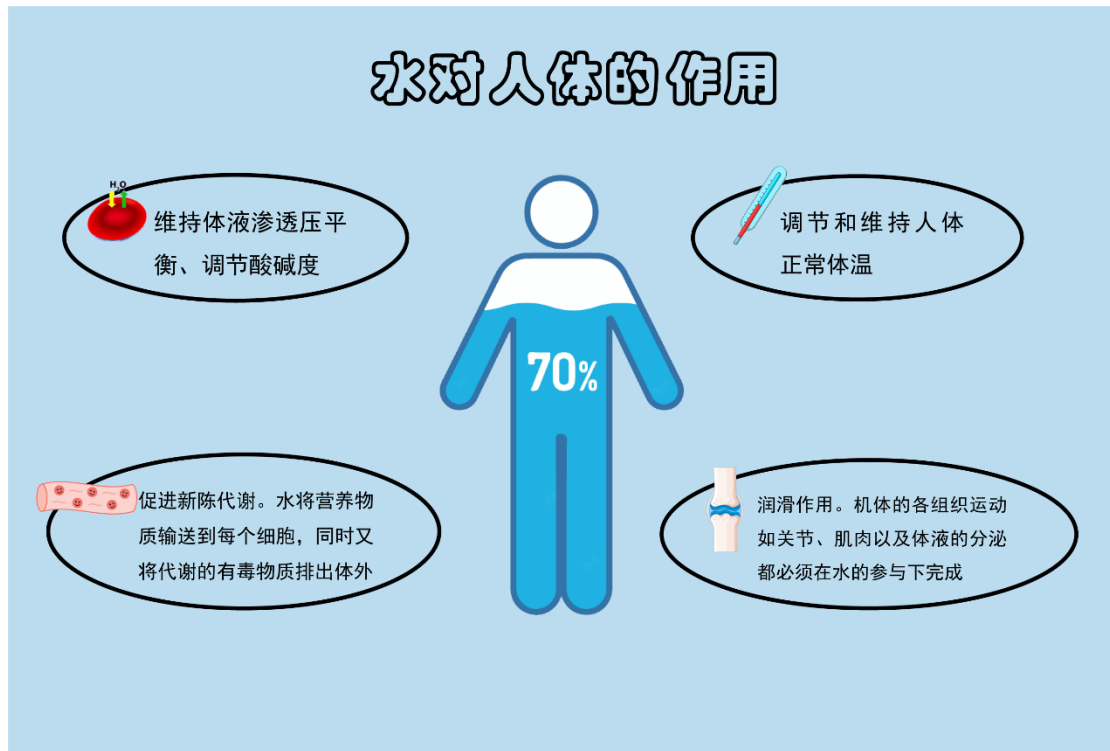 水对人体的作用
H₂O
维持体液渗透压平
衡、调节酸碱度
调节和维持人体
正常体温
70%
促进新陈代谢。水将营养物
质输送到每个细胞，同时又
将代谢的有毒物质排出体外
润滑作用。机体的各组织运动
如关节、肌肉以及体液的分泌
都必须在水的参与下完成